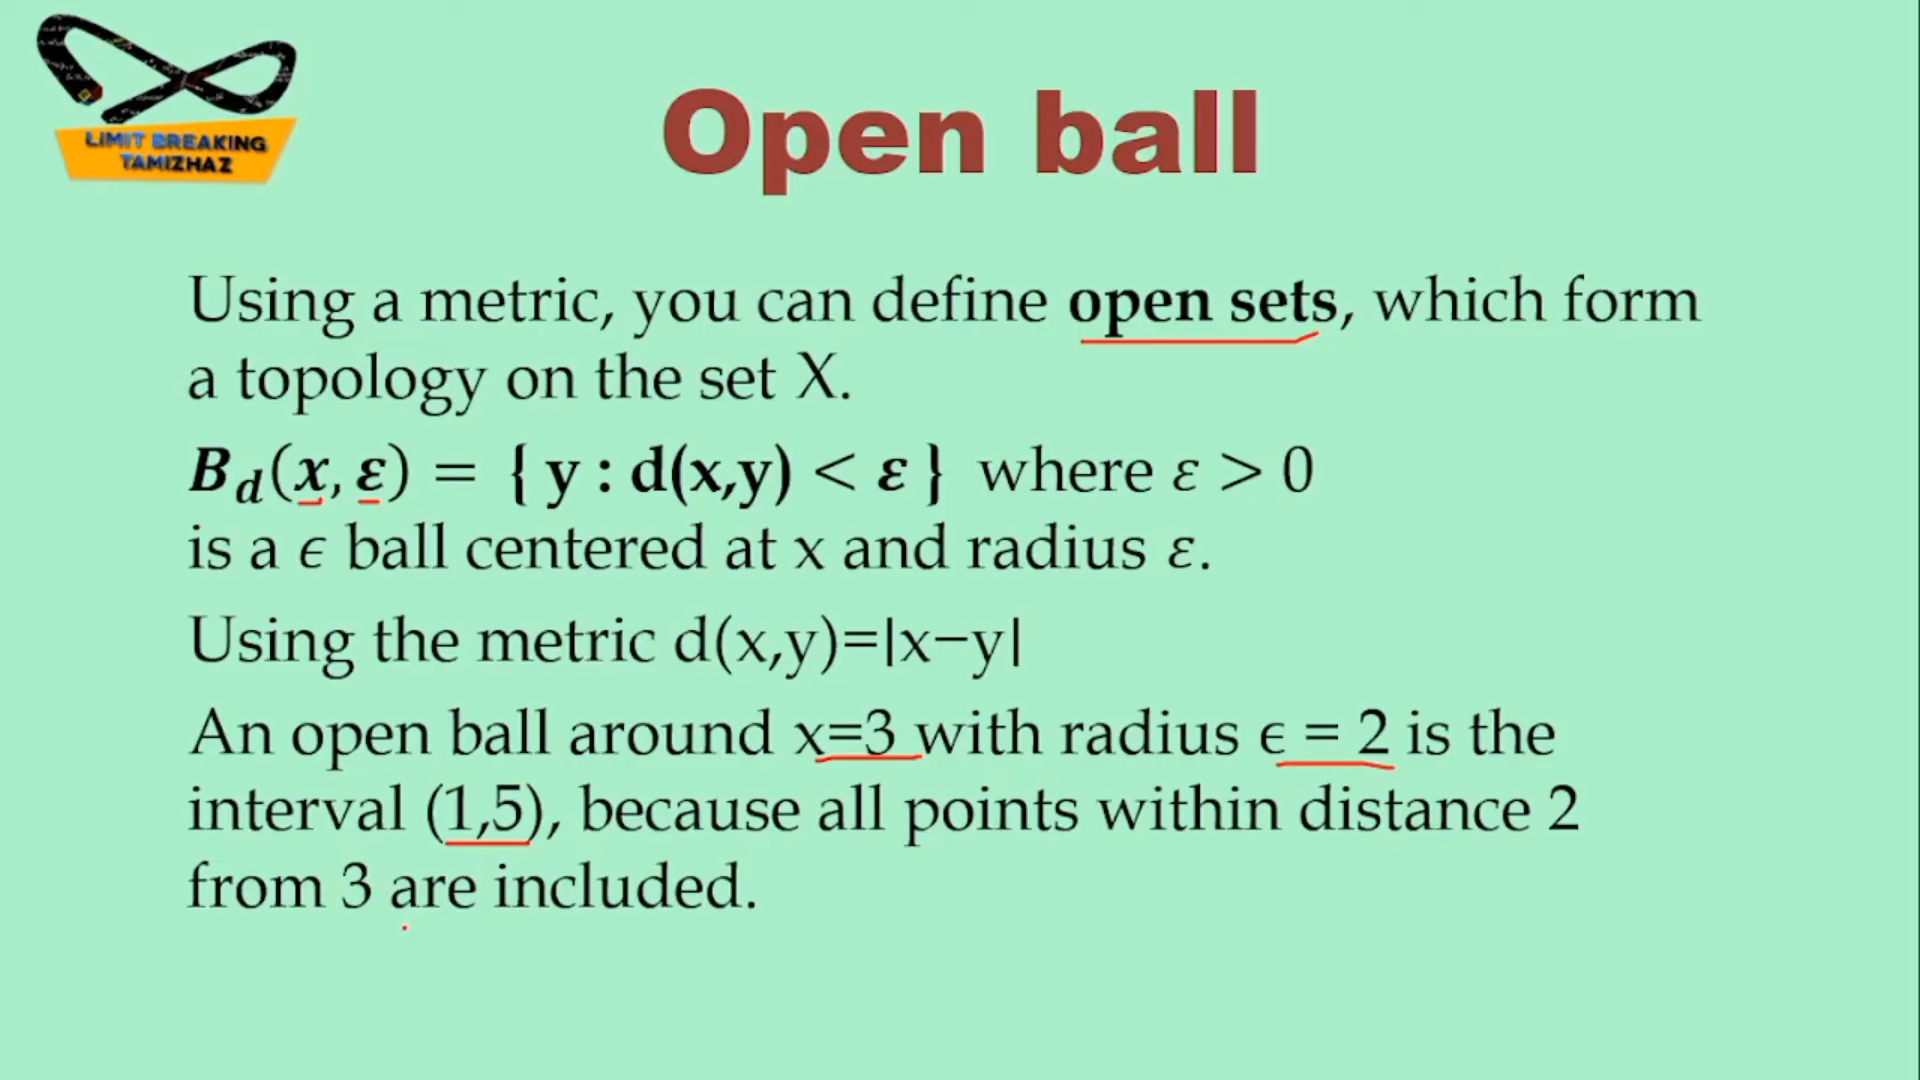 LIMIT BREAKING
TAMIZHAZ
Open ball
Using a metric, you can define open sets, which form
a topology on the set X.
B_d(x, ε) = { y : d(x,y) < ε } where ε > 0
is a ϵ ball centered at x and radius ε.
Using the metric d(x,y)=|x−y|
An open ball around x=3 with radius ϵ = 2 is the
interval (1,5), because all points within distance 2
from 3 are included.